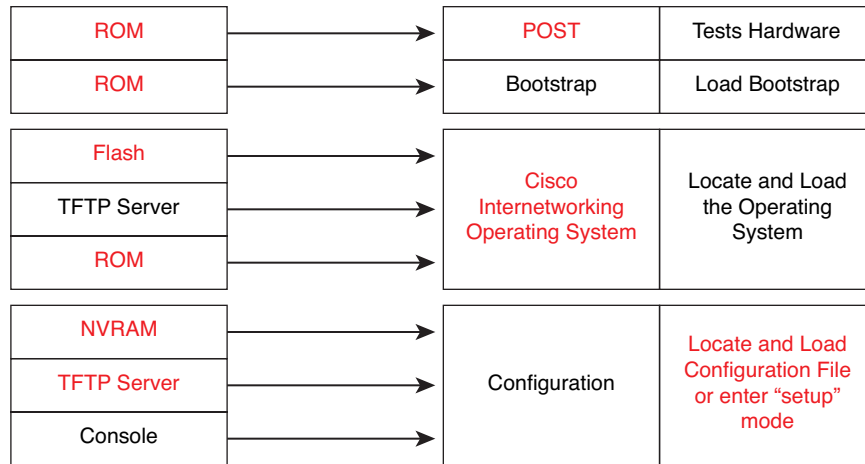 ROM
POST
Tests Hardware
ROM
Bootstrap
Load Bootstrap
Flash
TFTP Server
ROM
Cisco
Internetworking
Operating System
Locate and Load
the Operating
System
NVRAM
TFTP Server
Console
Configuration
Locate and Load
Configuration File
or enter “setup”
mode